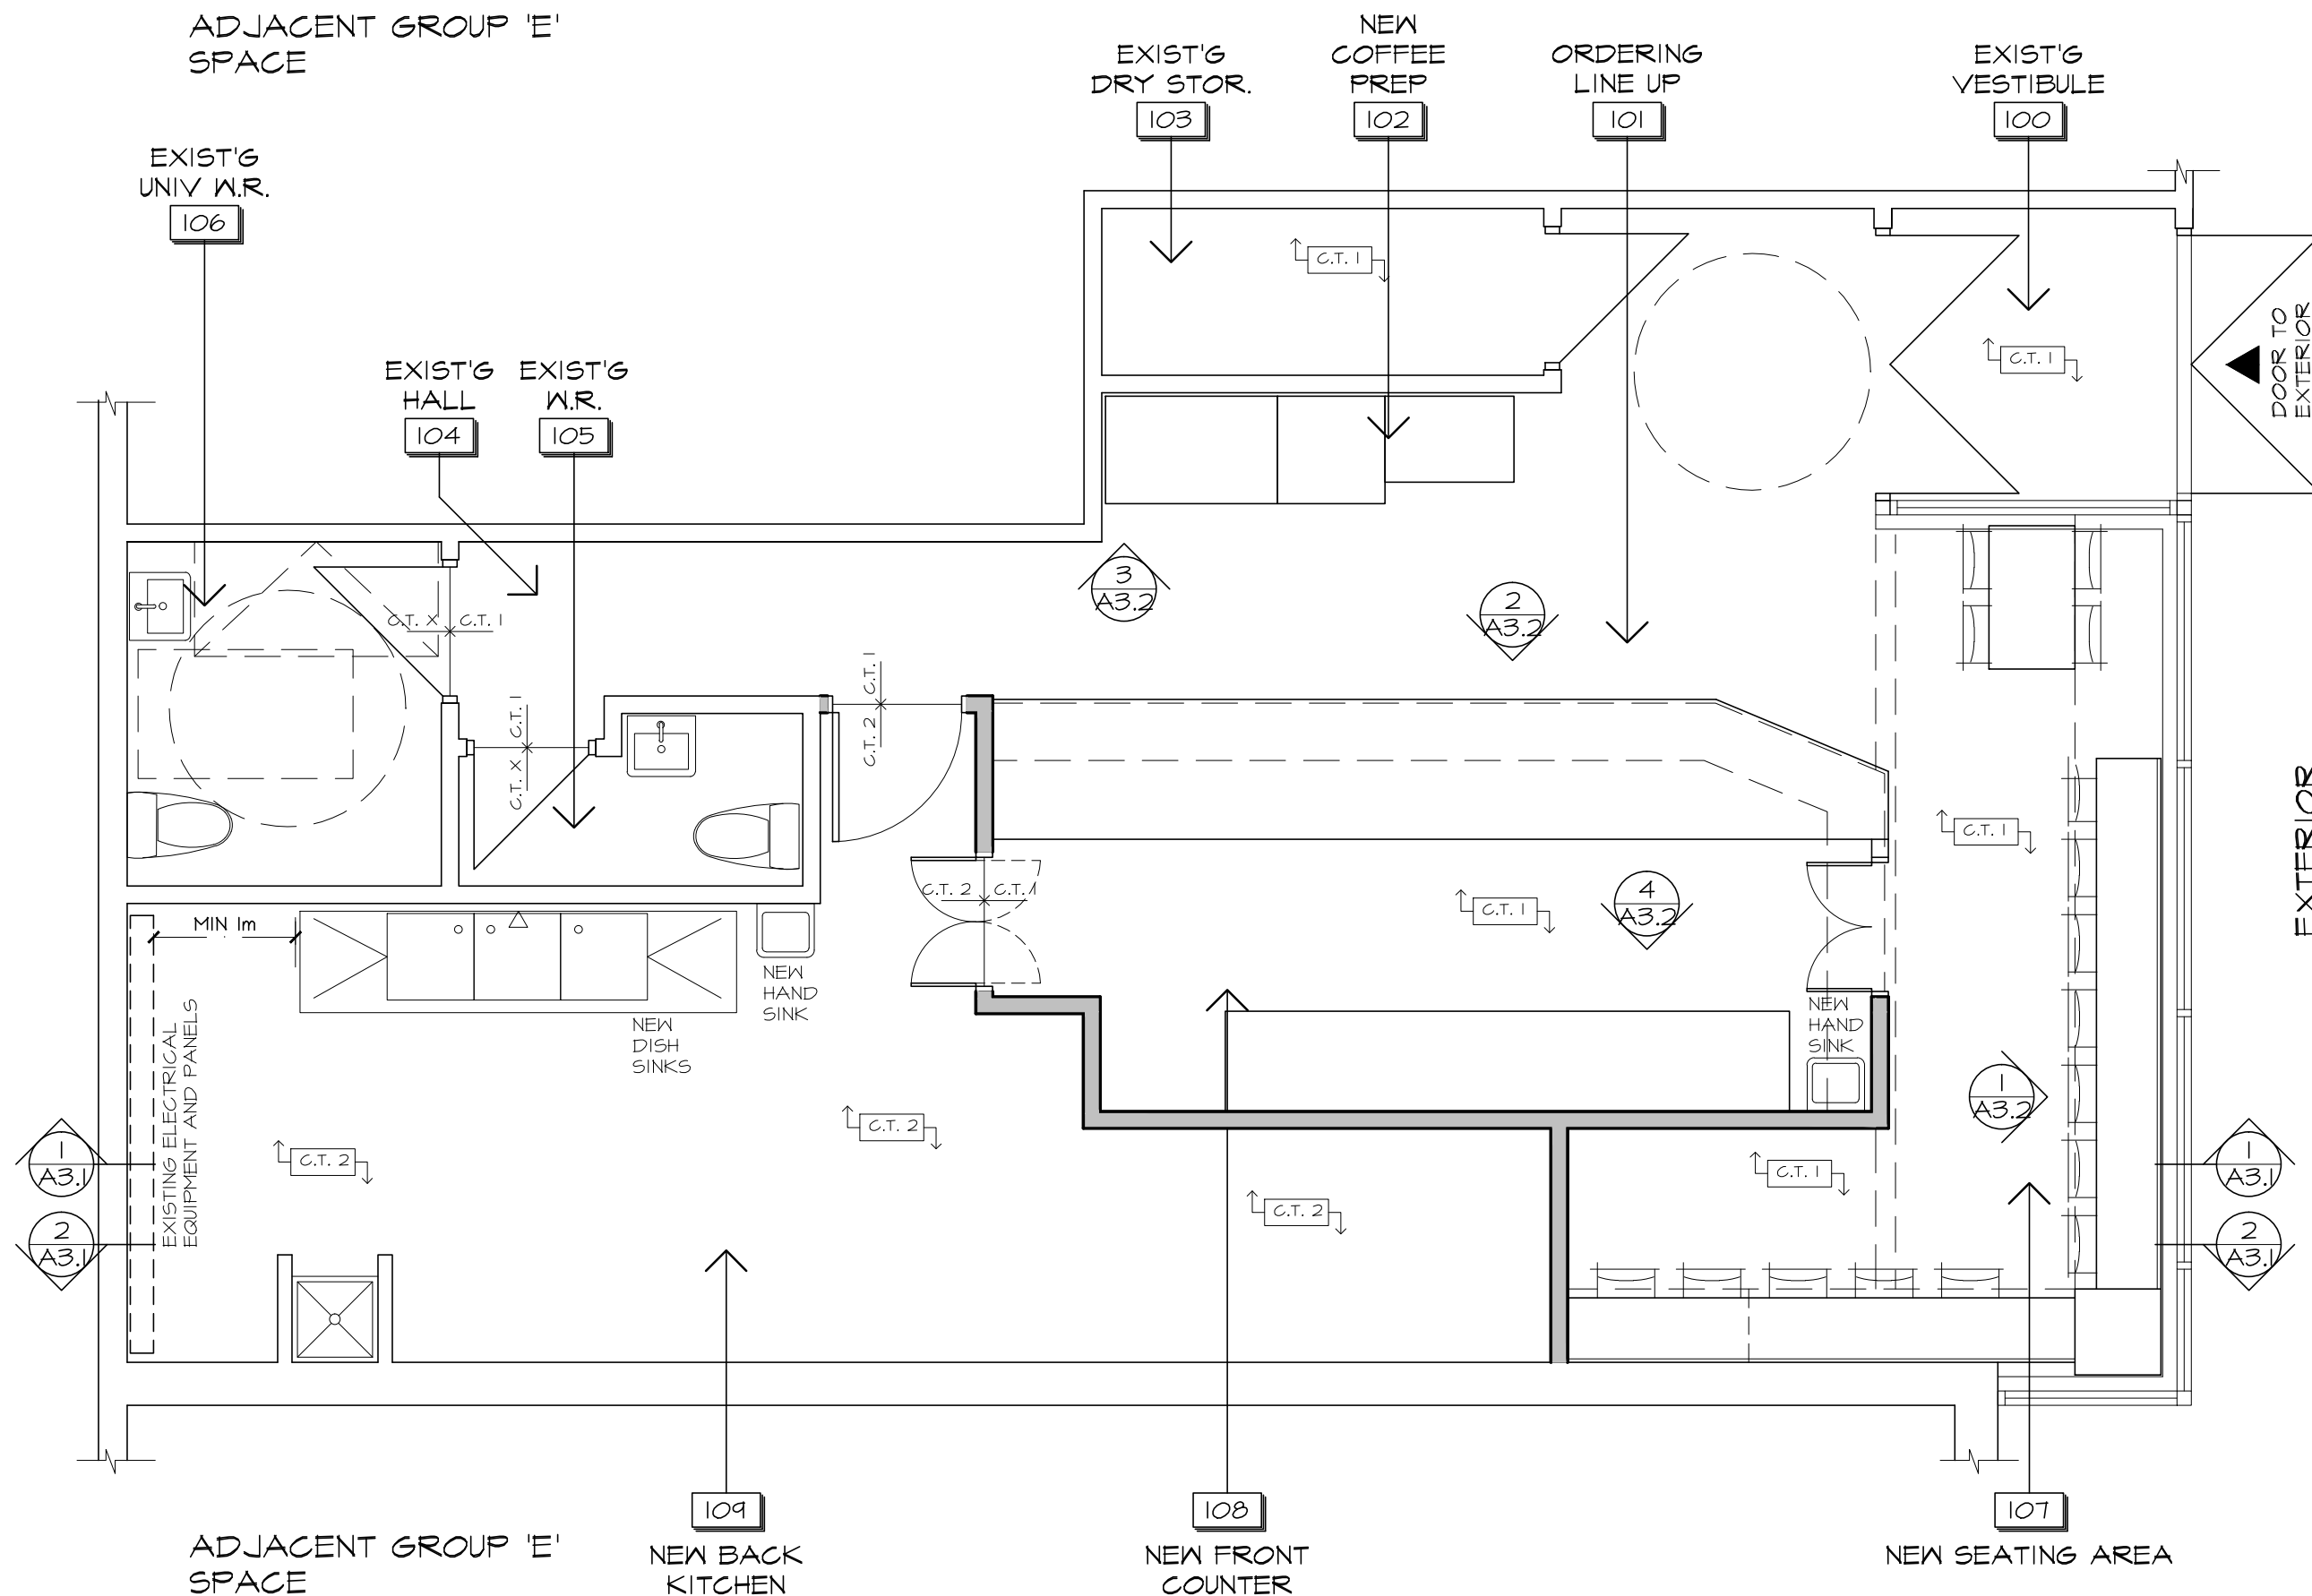 ADJACENT GROUP 'E'
SPACE
EXIST'G
DRY STOR.
103
NEW
COFFEE
PREP
102
ORDERING
LINE UP
101
EXIST'G
VESTIBULE
100
EXIST'G
UNIV W.R.
106
C.T. 1
C.T. 1
DOOR TO
EXTERIOR
EXIST'G
HALL
104
EXIST'G
W.R.
105
3
A3.2
2
A3.2
C.T. X
C.T. 1
C.T. X
C.T. 1
C.T. 2
C.T. 1
C.T. 1
EXTERIOR
C.T. 2
C.T. 1
C.T. 1
4
A3.2
MIN 1m
NEW
HAND
SINK
NEW
DISH
SINKS
NEW
HAND
SINK
EXISTING ELECTRICAL
EQUIPMENT AND PANELS
1
A3.2
C.T. 2
C.T. 2
C.T. 2
C.T. 1
1
A3.1
2
A3.1
1
A3.1
2
A3.1
109
NEW BACK
KITCHEN
108
NEW FRONT
COUNTER
107
NEW SEATING AREA
ADJACENT GROUP 'E'
SPACE